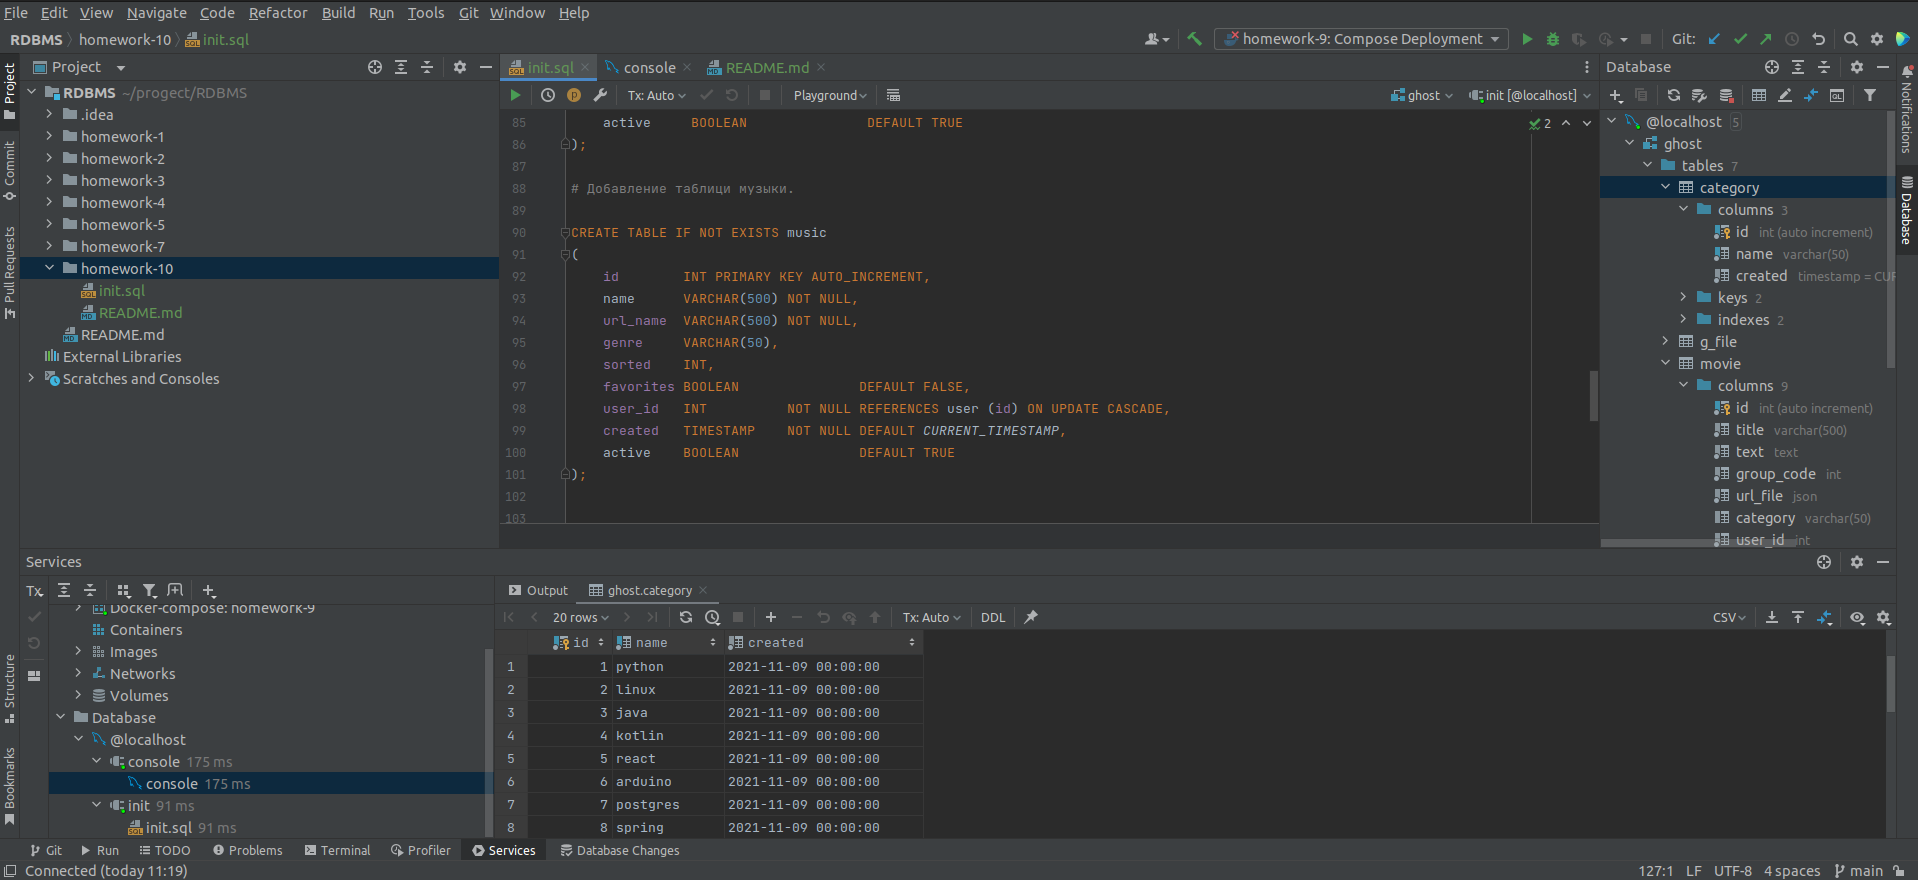 File Edit View Navigate Code Refactor Build Run Tools Git Window Help
RDBMS homework-10 init.sql
homework-9: Compose Deployment
Git:
Project
Commit
Pull Requests
Structure
Bookmarks
Project
RDBMS ~/progect/RDBMS
.idea
homework-1
homework-2
homework-3
homework-4
homework-5
homework-7
homework-10
init.sql
README.md
README.md
External Libraries
Scratches and Consoles
init.sql console README.md
Tx: Auto Playground ghost init [@localhost]
2
85 active BOOLEAN DEFAULT TRUE
86 );
87
88 # Добавление таблици музыки.
89
90 CREATE TABLE IF NOT EXISTS music
91 (
92 id INT PRIMARY KEY AUTO_INCREMENT,
93 name VARCHAR(500) NOT NULL,
94 url_name VARCHAR(500) NOT NULL,
95 genre VARCHAR(50),
96 sorted INT,
97 favorites BOOLEAN DEFAULT FALSE,
98 user_id INT NOT NULL REFERENCES user (id) ON UPDATE CASCADE,
99 created TIMESTAMP NOT NULL DEFAULT CURRENT_TIMESTAMP,
100 active BOOLEAN DEFAULT TRUE
101 );
102
103
Database
@localhost 5
ghost
tables 7
category
columns 3
id int (auto increment)
name varchar(50)
created timestamp = CUR
keys 2
indexes 2
g_file
movie
columns 9
id int (auto increment)
title varchar(500)
text text
group_code int
url_file json
category varchar(50)
user_id int
Notifications
Database
Services
Tx
Docker-compose: homework-9
Containers
Images
Networks
Volumes
Database
@localhost
console 175 ms
console 175 ms
init 91 ms
init.sql 91 ms
Output ghost.category
20 rows Tx: Auto DDL CSV
id name created
1 1 python 2021-11-09 00:00:00
2 2 linux 2021-11-09 00:00:00
3 3 java 2021-11-09 00:00:00
4 4 kotlin 2021-11-09 00:00:00
5 5 react 2021-11-09 00:00:00
6 6 arduino 2021-11-09 00:00:00
7 7 postgres 2021-11-09 00:00:00
8 8 spring 2021-11-09 00:00:00
Git Run TODO Problems Terminal Profiler Services Database Changes
Connected (today 11:19) 127:1 LF UTF-8 4 spaces main